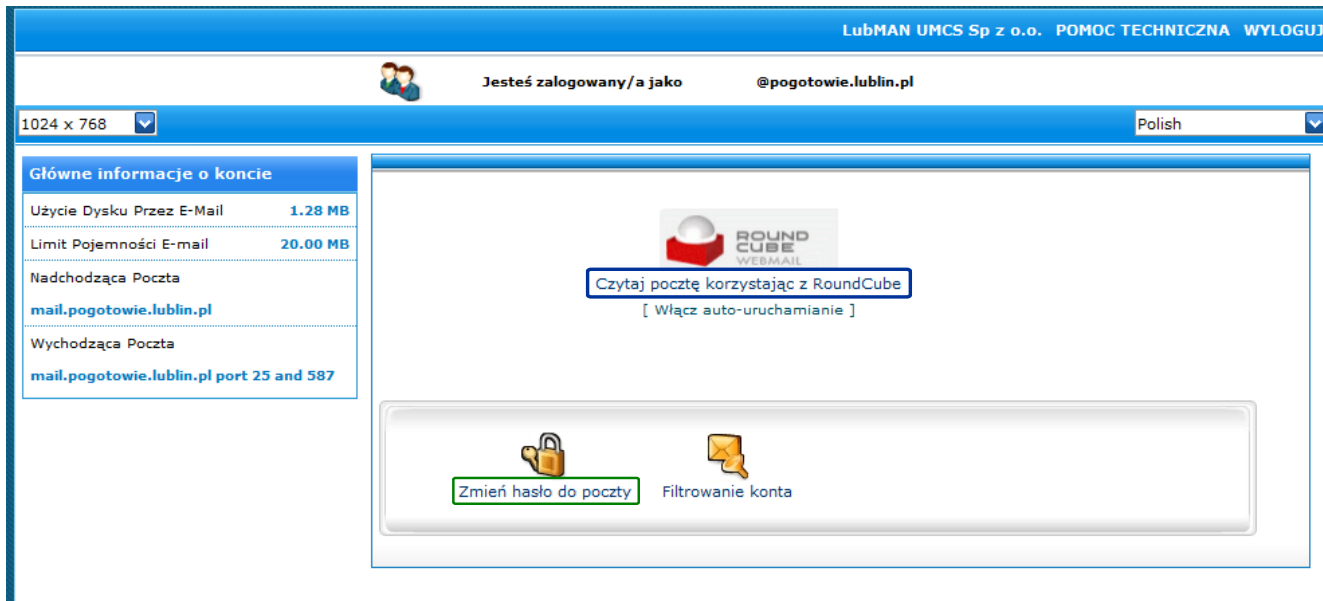 LubMAN UMCS Sp z o.o. POMOC TECHNICZNA WYLOGUJ
Jesteś zalogowany/a jako @pogotowie.lublin.pl
1024 x 768 Polish
Główne informacje o koncie
Użycie Dysku Przez E-Mail 1.28 MB
Limit Pojemności E-mail 20.00 MB
Nadchodząca Poczta
mail.pogotowie.lublin.pl
Wychodząca Poczta
mail.pogotowie.lublin.pl port 25 and 587
ROUND
CUBE
WEBMAIL
Czytaj pocztę korzystając z RoundCube
[ Włącz auto-uruchamianie ]
Zmień hasło do poczty Filtrowanie konta